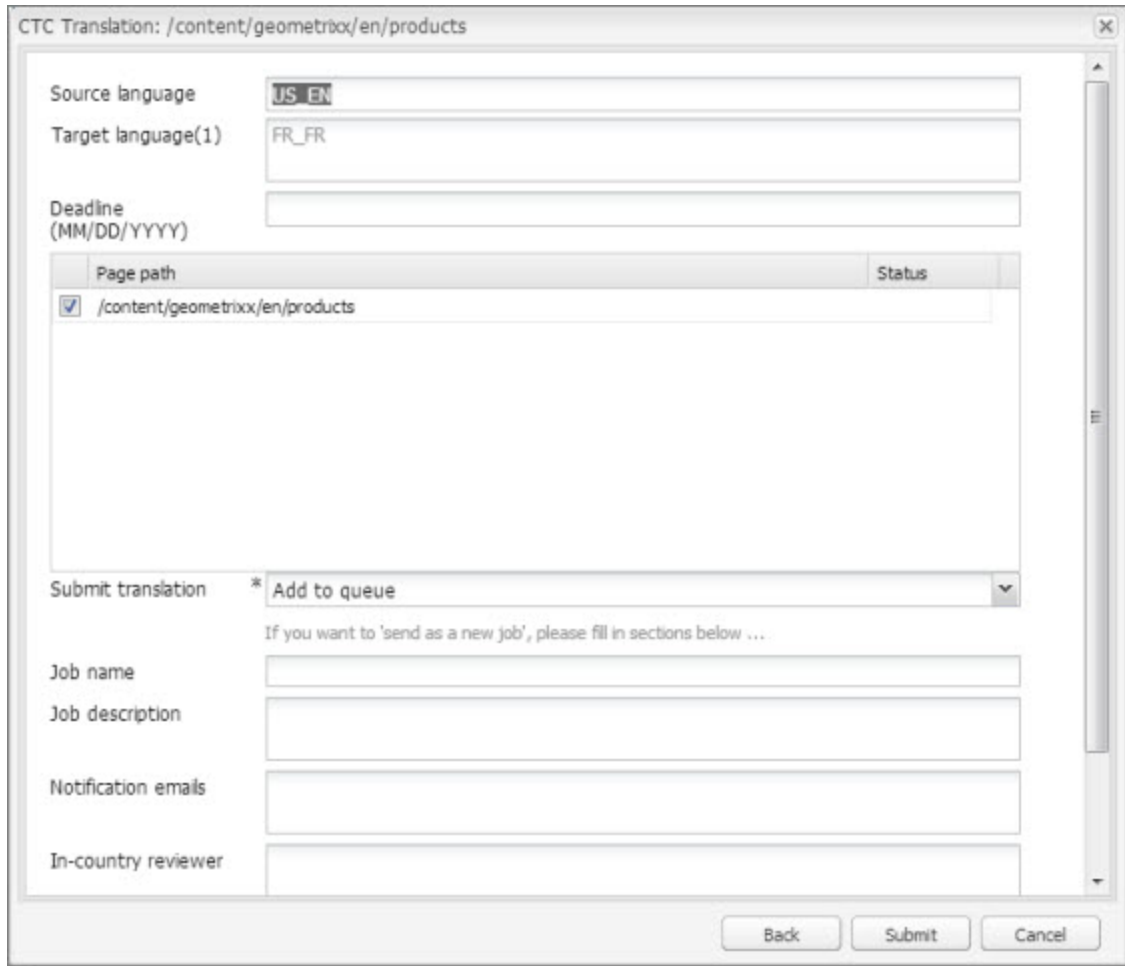 CTC Translation: /content/geometrixx/en/products
Source language US_EN
Target language(1) FR_FR
Deadline
(MM/DD/YYYY)
Page path Status
/content/geometrixx/en/products
Submit translation * Add to queue
If you want to 'send as a new job', please fill in sections below ...
Job name
Job description
Notification emails
In-country reviewer
Back Submit Cancel